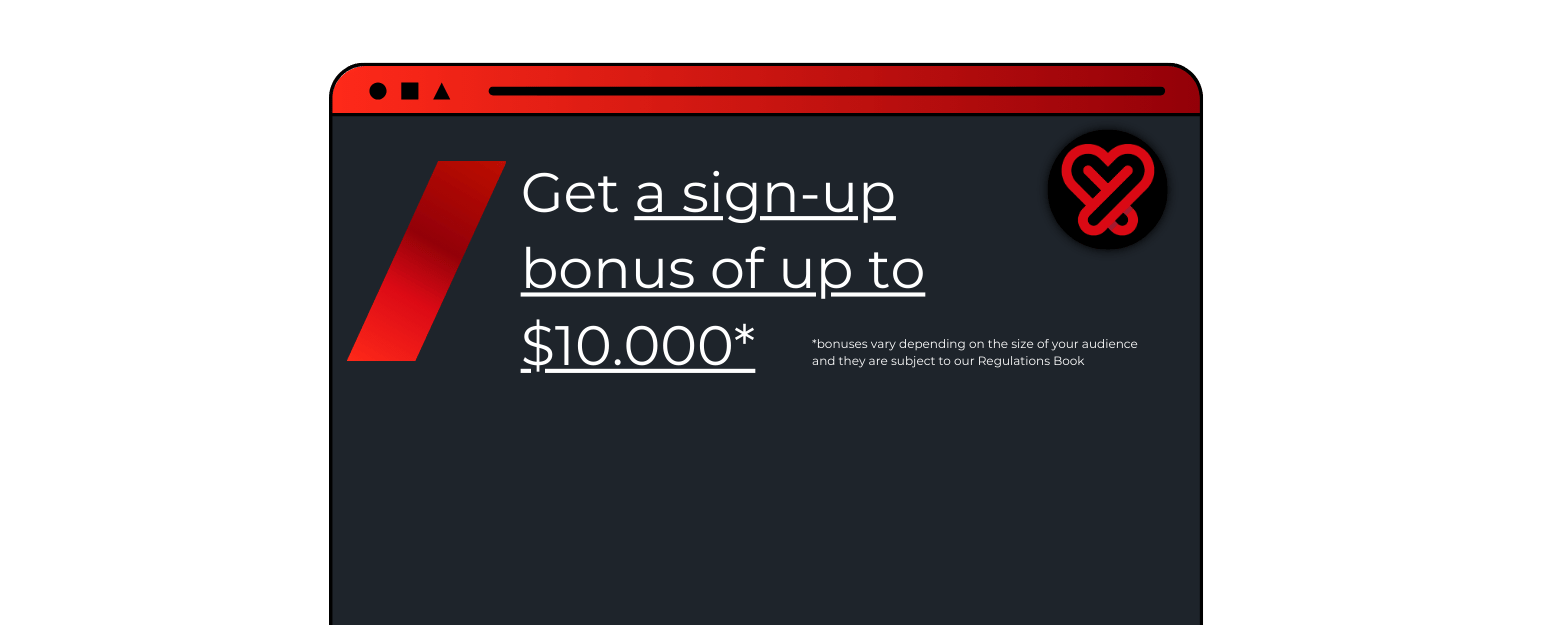 Get a sign-up
bonus of up to
$10.000*
*bonuses vary depending on the size of your audience
and they are subject to our Regulations Book